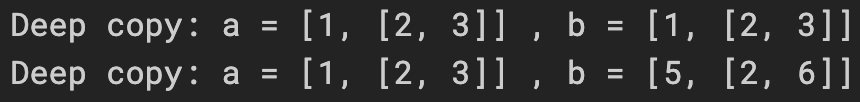 Deep copy: a = [1, [2, 3]] , b = [1, [2, 3]]
Deep copy: a = [1, [2, 3]] , b = [5, [2, 6]]